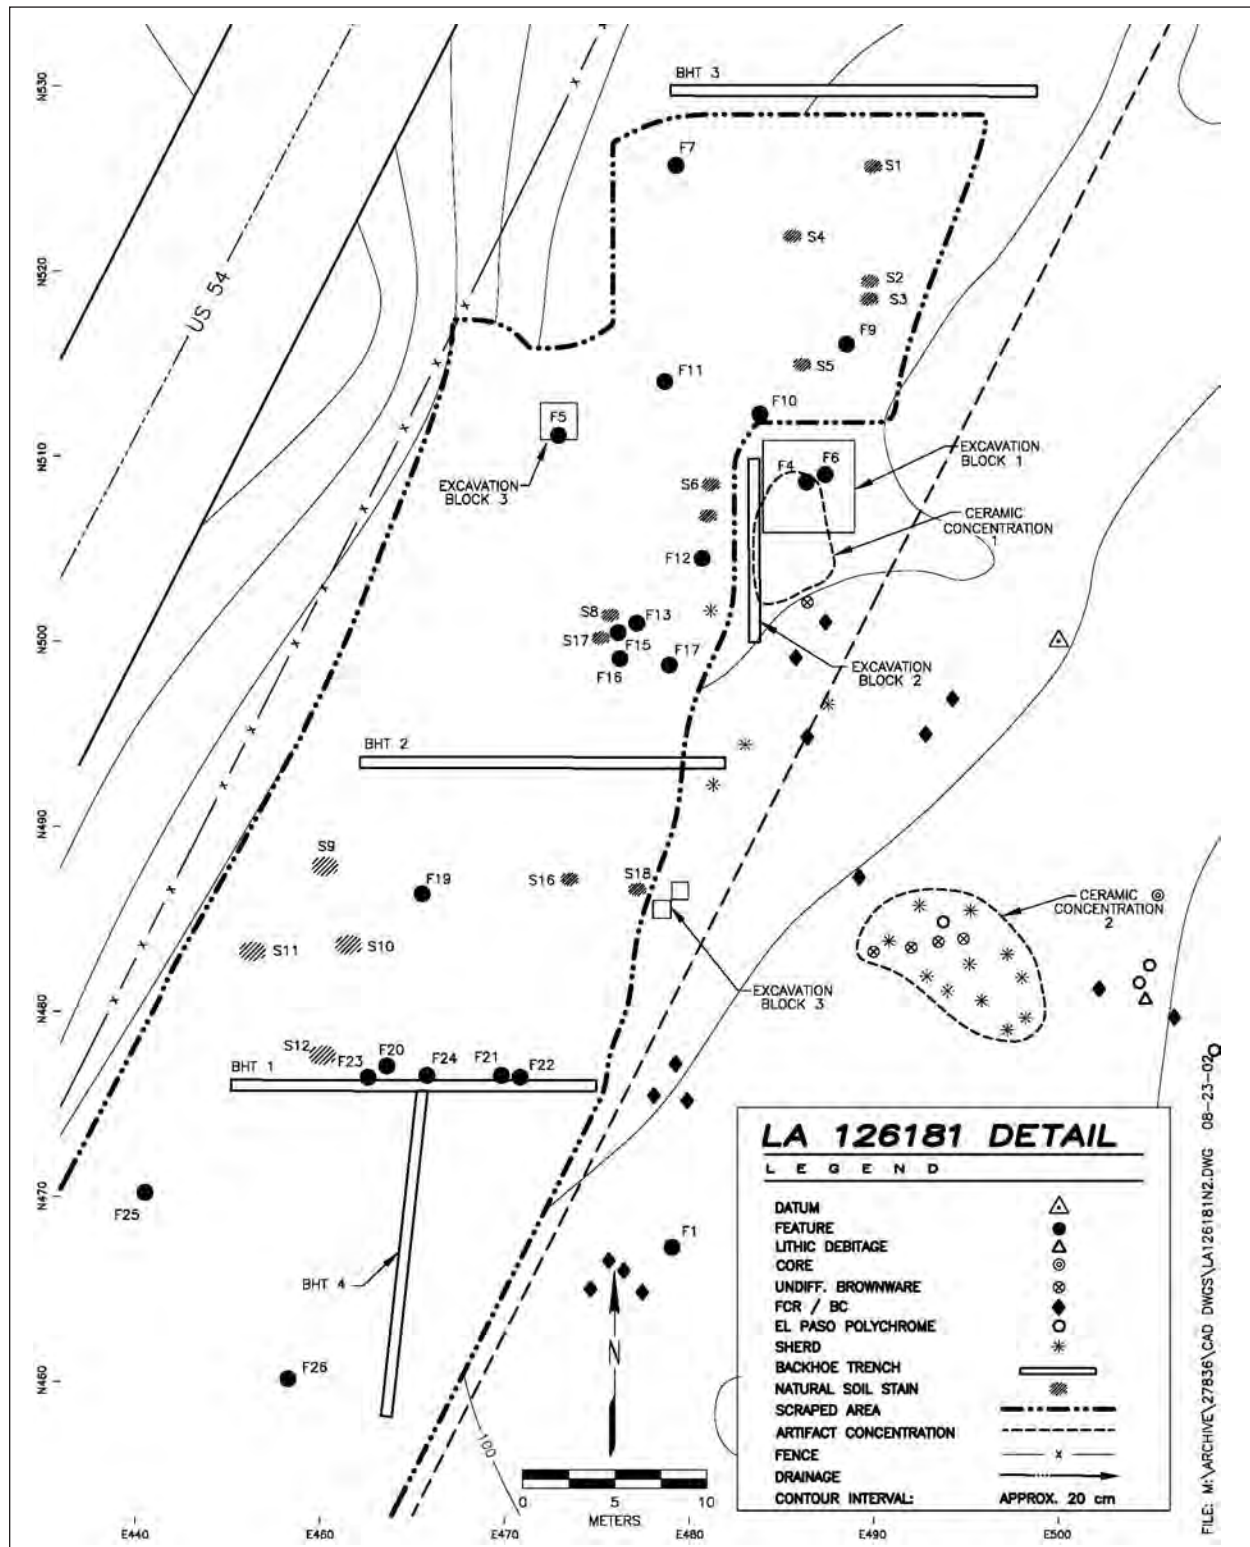 BHT 3
N530
F7
S1
S4
N520
US 54
S2
S3
F9
S5
F11
F10
F5
N510
EXCAVATION
BLOCK 1
F4
F6
EXCAVATION
BLOCK 3
S6
CERAMIC
CONCENTRATION
1
F12
S8
F13
S17
N500
F15
F16
F17
EXCAVATION
BLOCK 2
BHT 2
N490
S9
F19
S16
S18
CERAMIC
CONCENTRATION
2
S11
S10
EXCAVATION
BLOCK 3
N480
S12
F23
F20
F24
F21
F22
BHT 1
N470
F25
F1
BHT 4
N
N460
F26
100
0
5
10
METERS
E440
E460
E470
E480
E490
E500
LA 126181 DETAIL
LEGEND
DATUM
FEATURE
LITHIC DEBITAGE
CORE
UNDIFF. BROWNWARE
FCR / BC
EL PASO POLYCHROME
SHERD
BACKHOE TRENCH
NATURAL SOIL STAIN
SCRAPED AREA
ARTIFACT CONCENTRATION
FENCE
DRAINAGE
CONTOUR INTERVAL: APPROX. 20 cm
FILE: M:\ARCHIVE\27836\CAD DWGS\LA126181N2.DWG 08-23-02